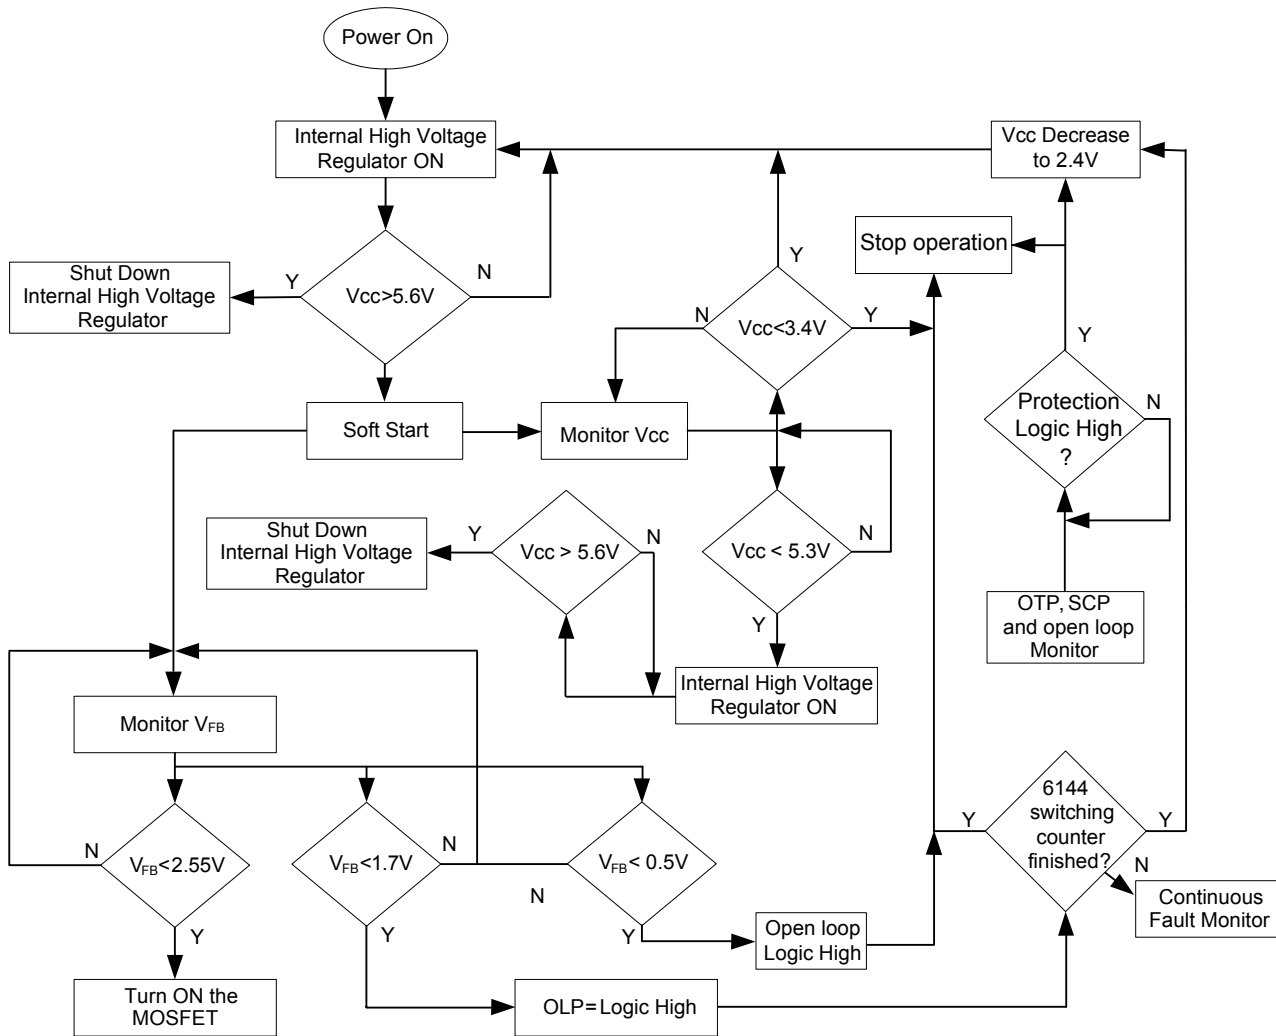 Power On
Internal High Voltage
Regulator ON
Vcc Decrease
to 2.4V
Stop operation
Y
Shut Down
Internal High Voltage
Regulator
Y
Vcc>5.6V
N
N
Vcc<3.4V
Y
Y
Protection
Logic High
?
N
Soft Start
Monitor Vcc
Shut Down
Internal High Voltage
Regulator
Y
Vcc > 5.6V
N
Vcc < 5.3V
N
Y
OTP, SCP
and open loop
Monitor
Internal High Voltage
Regulator ON
Monitor VFB
N
VFB<2.55V
Y
VFB<1.7V
N
Y
VFB< 0.5V
N
Y
Y
6144
switching
counter
finished?
Y
N
Continuous
Fault Monitor
Open loop
Logic High
Turn ON the
MOSFET
OLP=Logic High